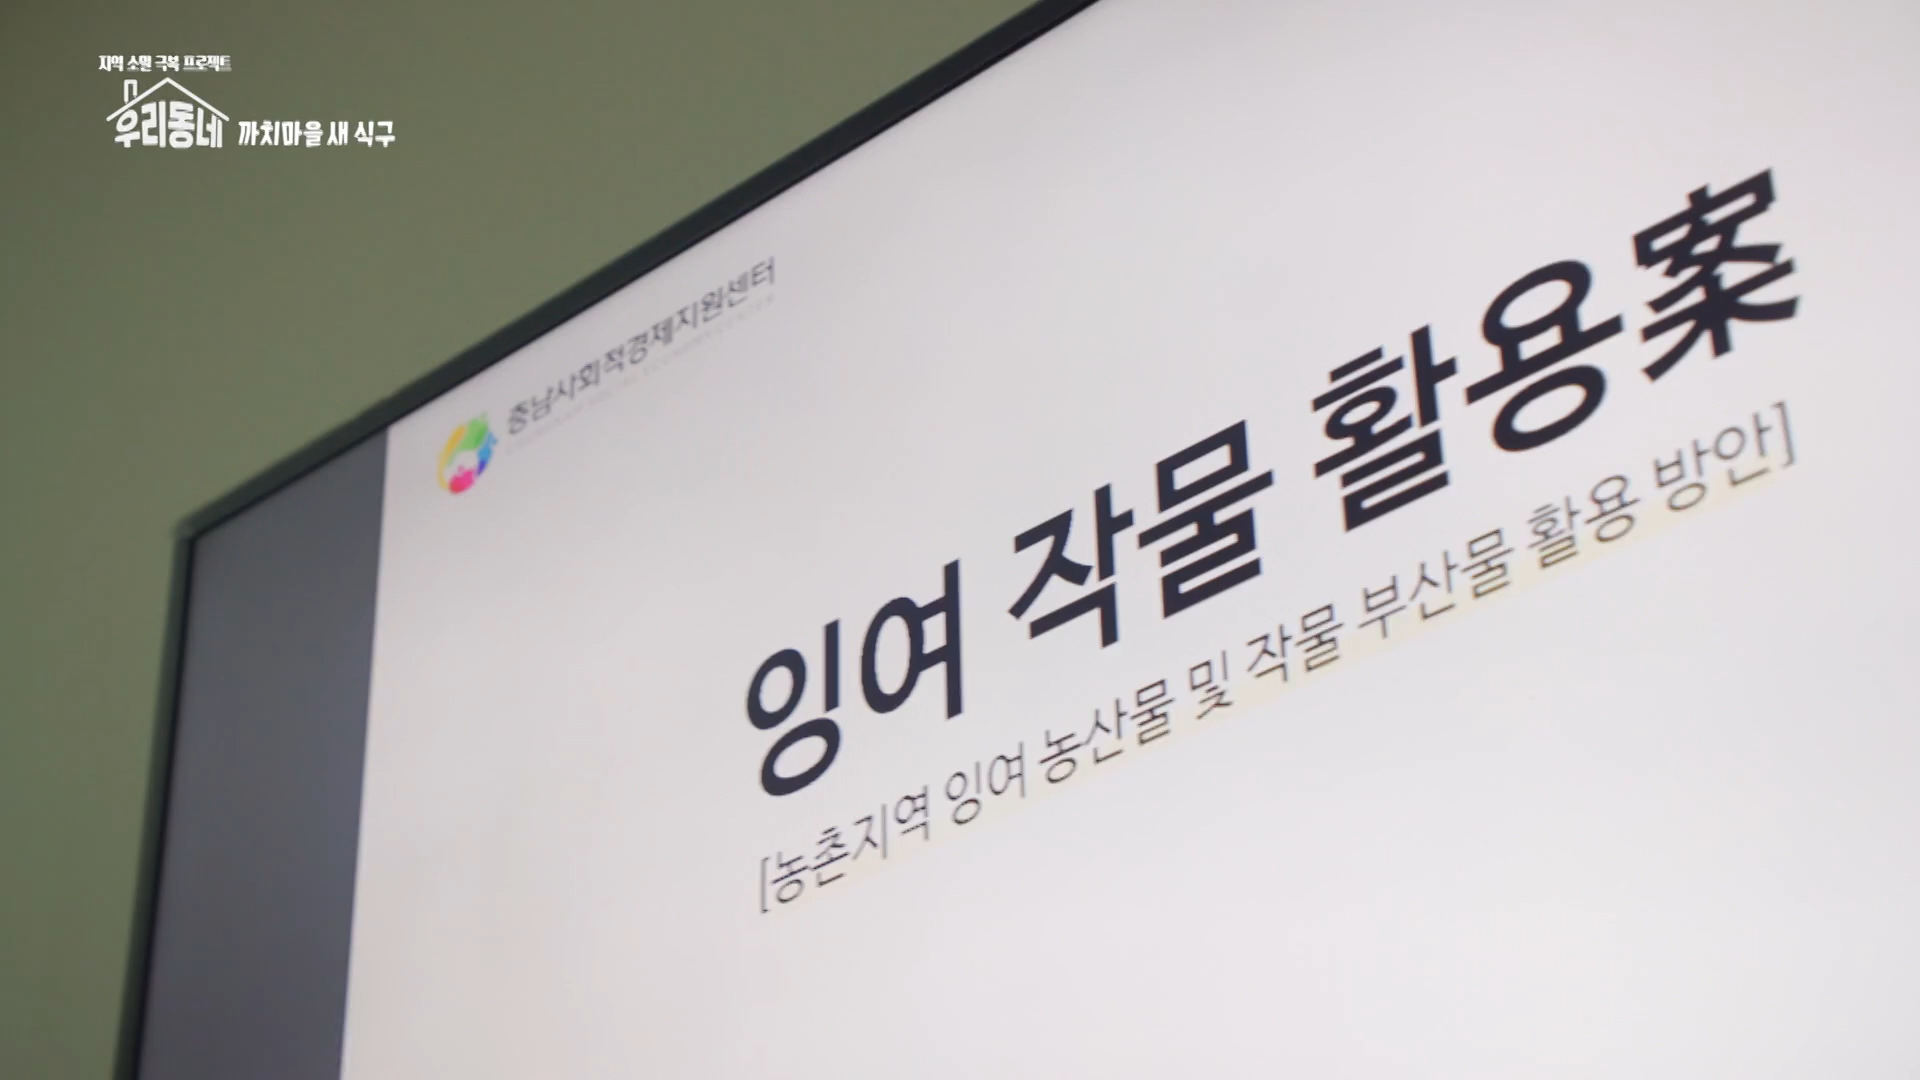 지역 소멸 극복 프로젝트
우리동네 까치마을 새 식구
충남사회적경제지원센터
잉여 작물 활용案
[농촌지역 잉여 농산물 및 작물 부산물 활용 방안]